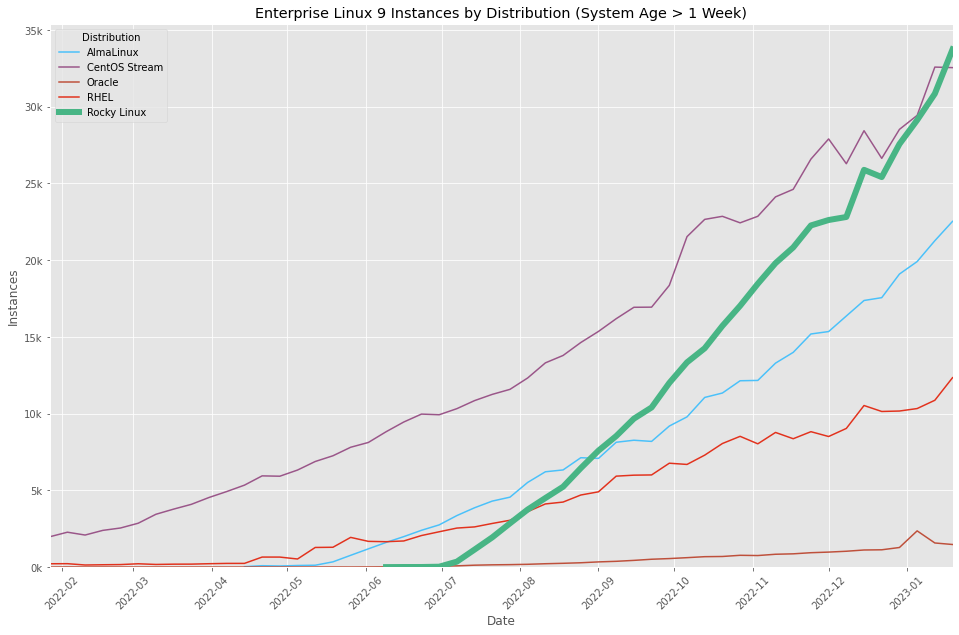 Enterprise Linux 9 Instances by Distribution (System Age > 1 Week)
Distribution
AlmaLinux
CentOS Stream
Oracle
RHEL
Rocky Linux
35k
30k
25k
20k
15k
10k
5k
0k
Instances
2022-02
2022-03
2022-04
2022-05
2022-06
2022-07
2022-08
2022-09
2022-10
2022-11
2022-12
2023-01
Date